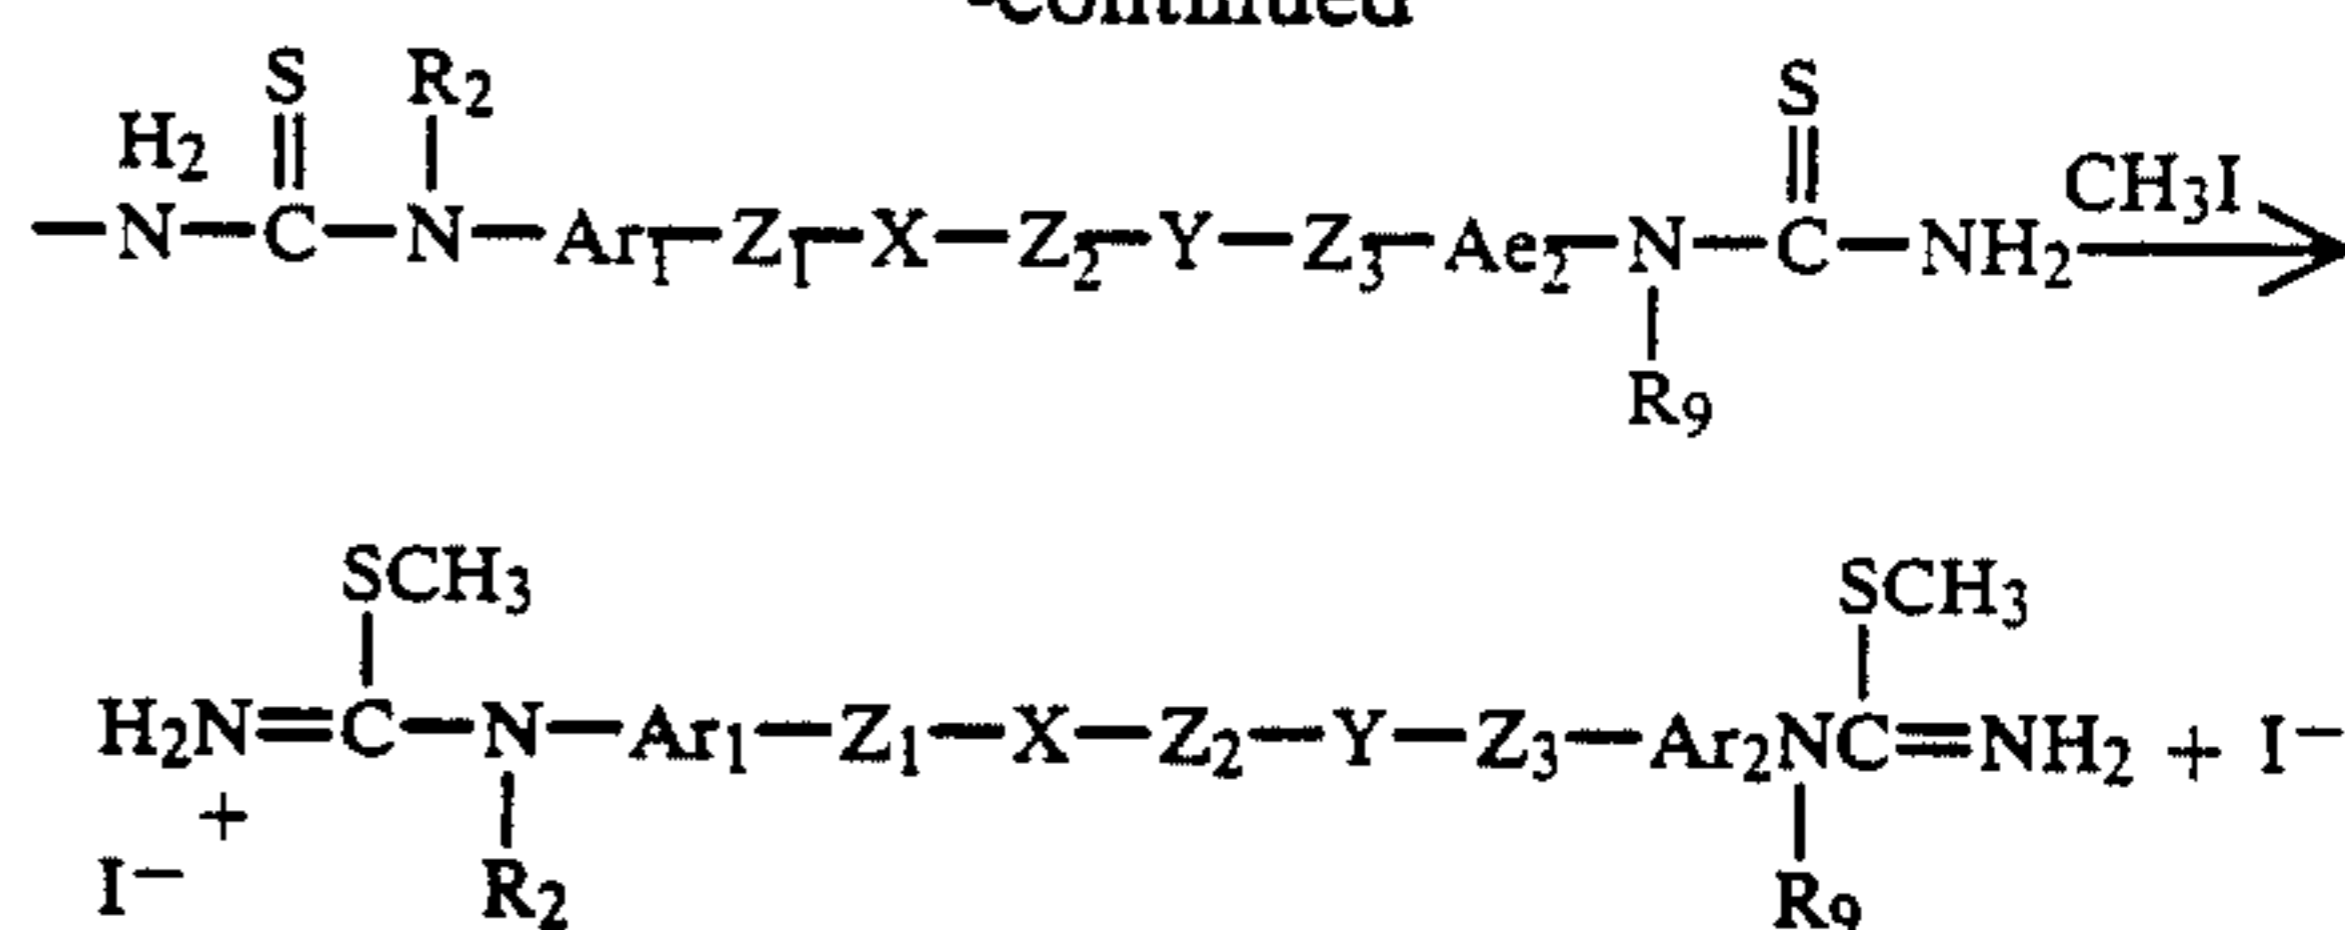 -continued
S R₂ S
H₂ CH₃I
—N—C—N—Ar₁—Z₁—X—Z₂—Y—Z₃—Ae₂—N—C—NH₂ →
R₉
SCH₃ SCH₃
H₂N=C—N—Ar₁—Z₁—X—Z₂—Y—Z₃—Ar₂NC=NH₂ + I⁻
+
I⁻ R₂ R₉